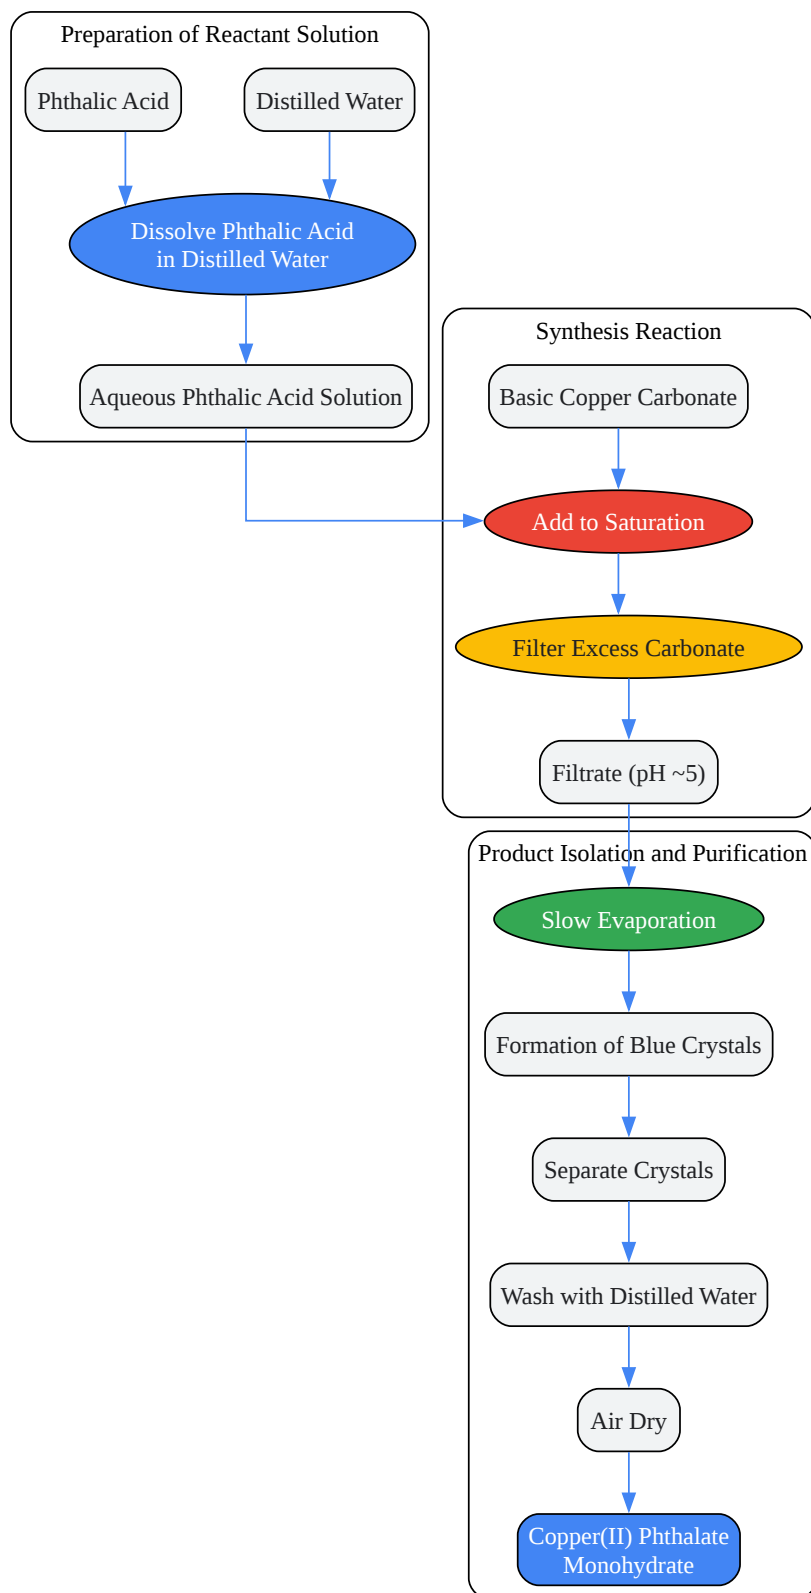 Preparation of Reactant Solution
Phthalic Acid
Distilled Water
Dissolve Phthalic Acid
in Distilled Water
Aqueous Phthalic Acid Solution
Synthesis Reaction
Basic Copper Carbonate
Add to Saturation
Filter Excess Carbonate
Filtrate (pH ~5)
Product Isolation and Purification
Slow Evaporation
Formation of Blue Crystals
Separate Crystals
Wash with Distilled Water
Air Dry
Copper(II) Phthalate
Monohydrate